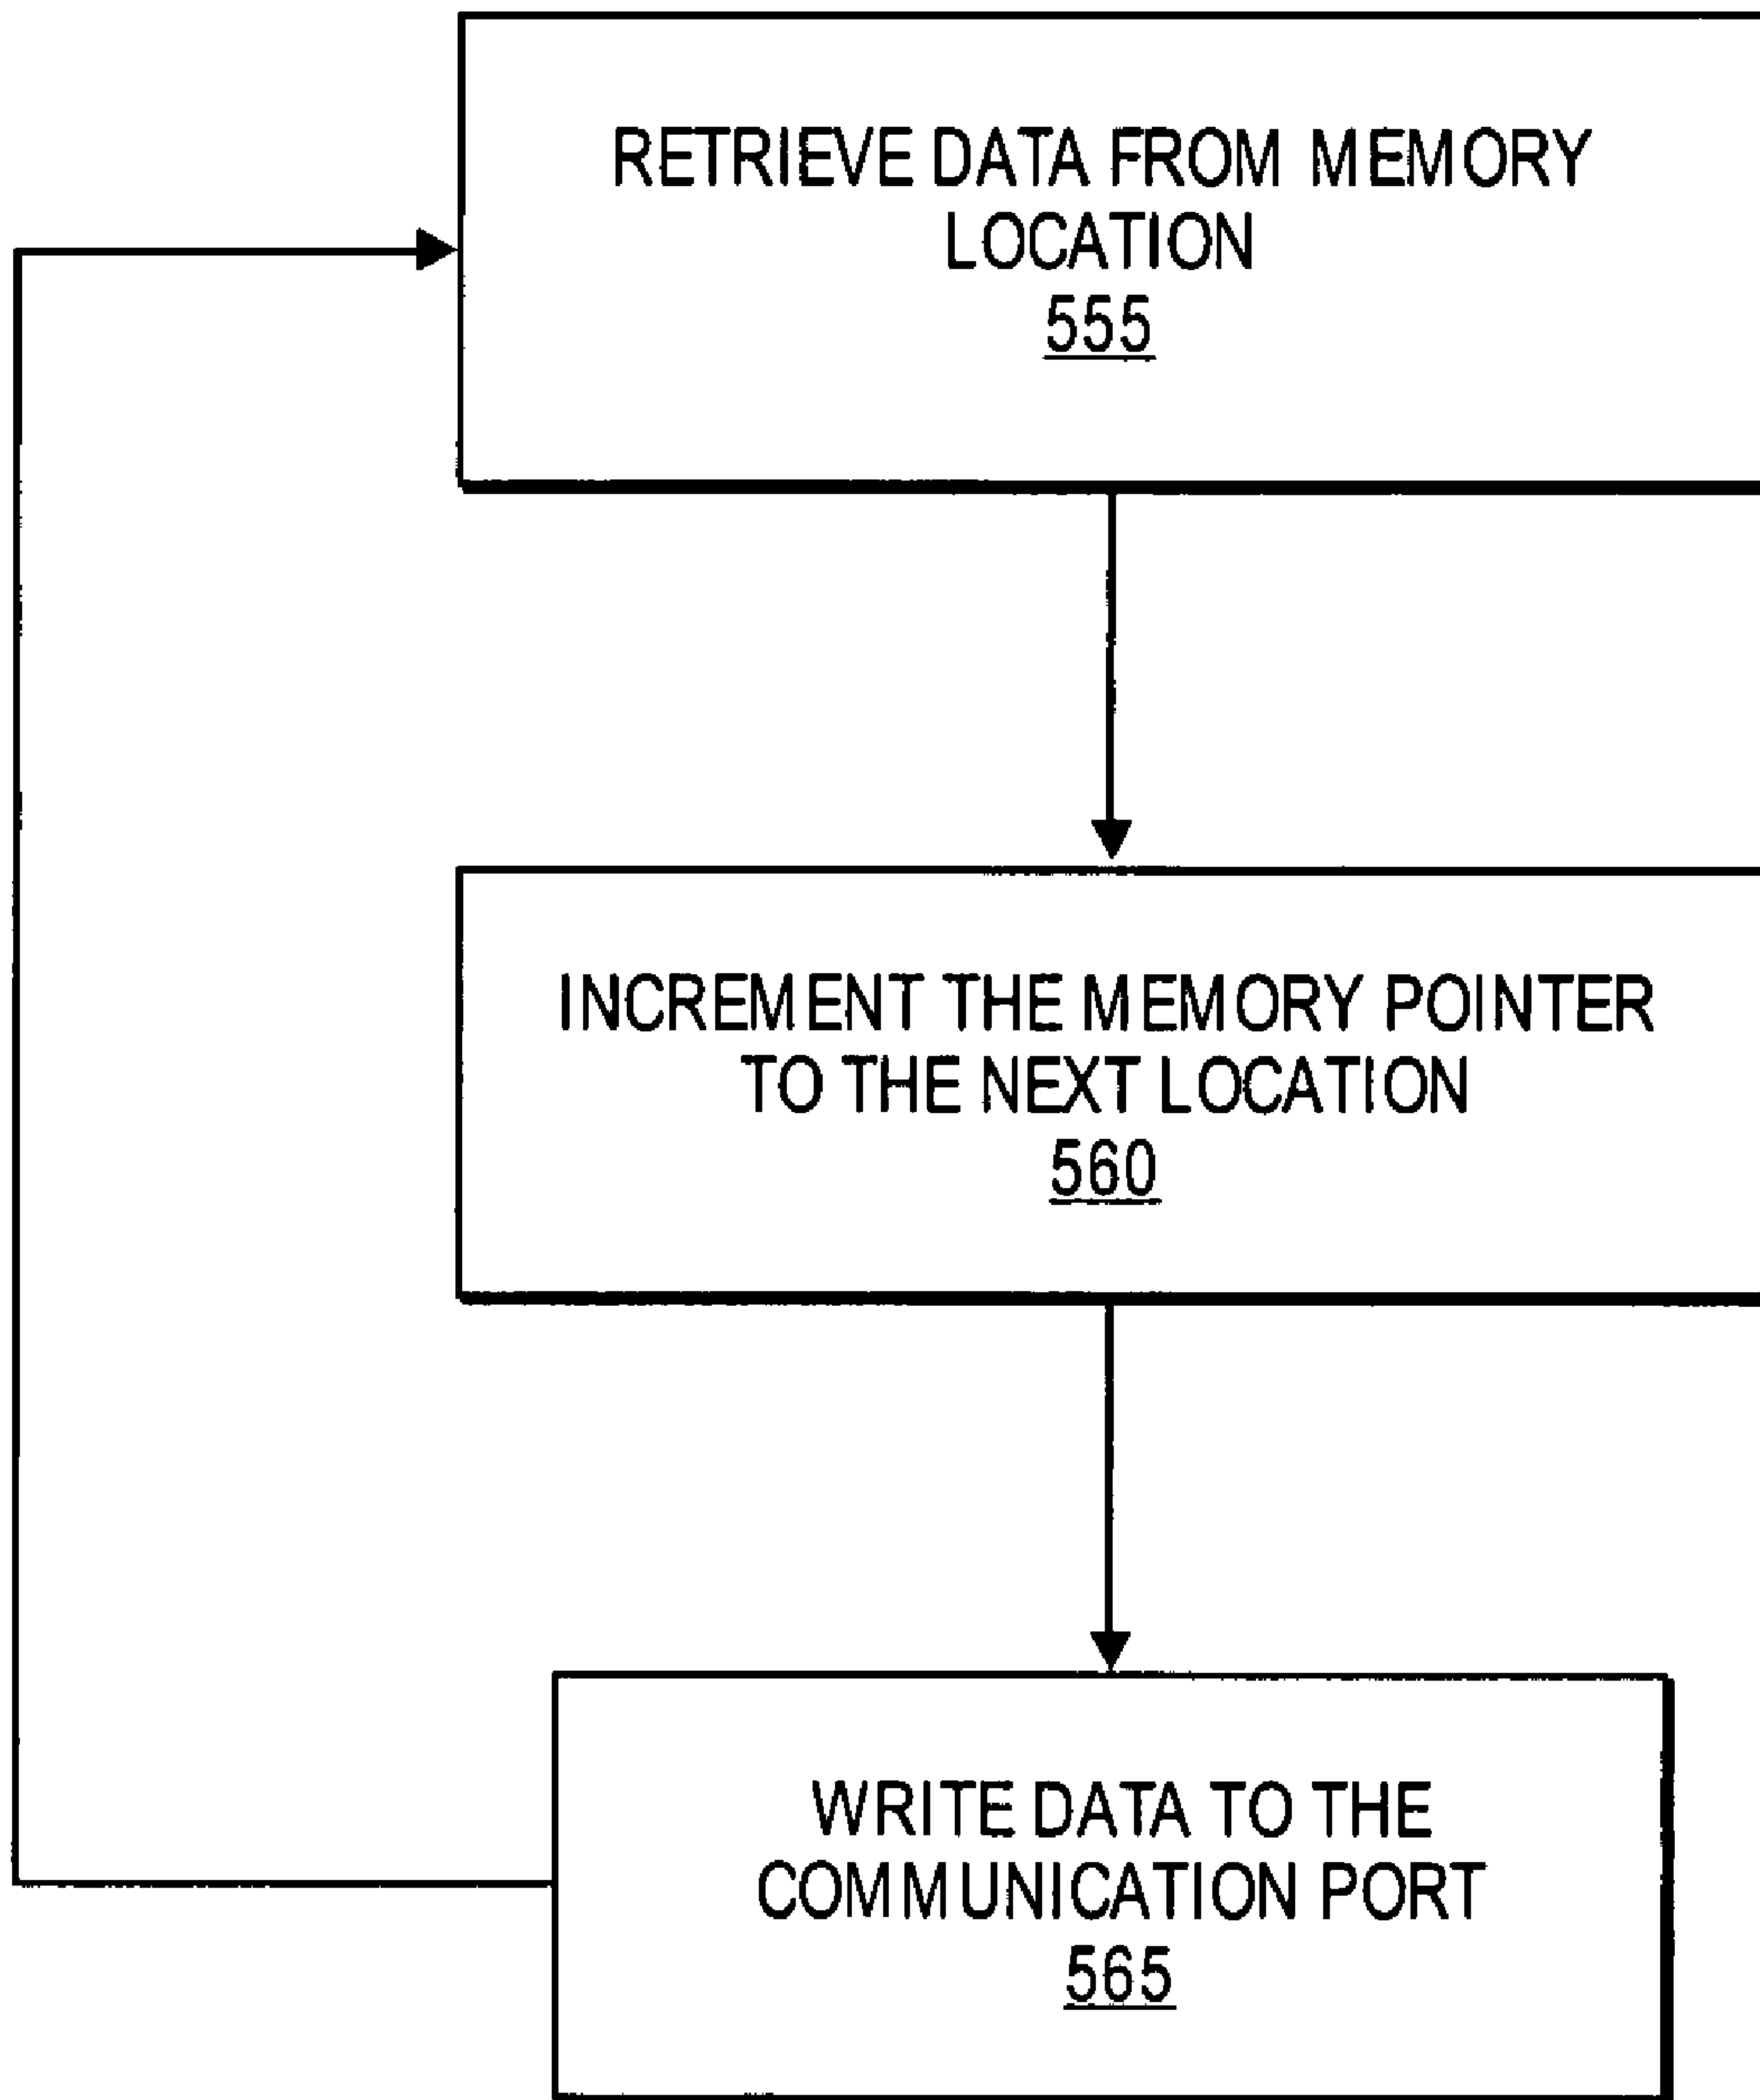 RETRIEVE DATA FROM MEMORY
LOCATION
555
INCREMENT THE MEMORY POINTER
TO THE NEXT LOCATION
560
WRITE DATA TO THE
COMMUNICATION PORT
565